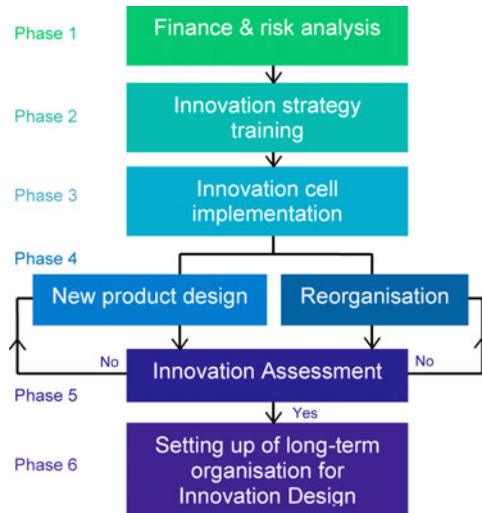 Phase 1
Finance & risk analysis
Phase 2
Innovation strategy
training
Phase 3
Innovation cell
implementation
Phase 4
New product design
Reorganisation
No
Innovation Assessment
No
Phase 5
Yes
Phase 6
Setting up of long-term
organisation for
Innovation Design